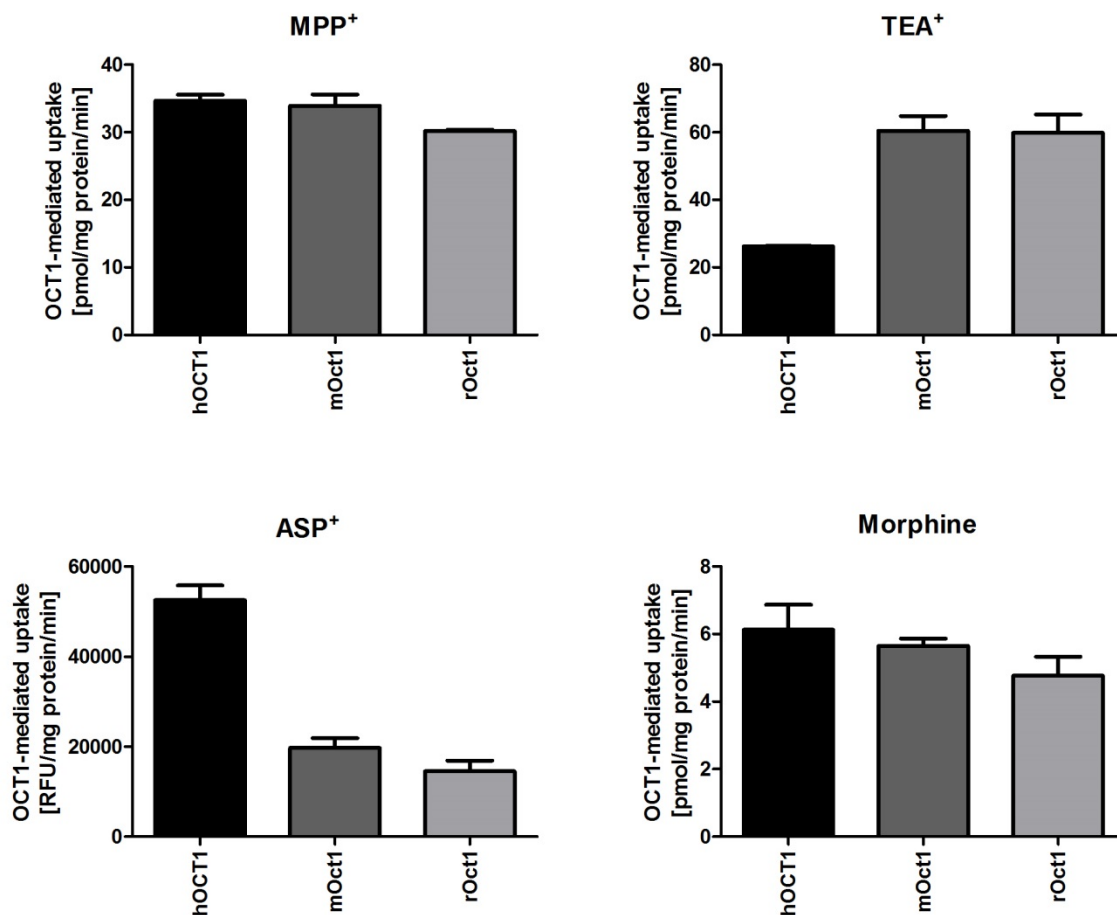 MPP+
OCT1-mediated uptake
[pmol/mg protein/min]
40
30
20
10
0
hOCT1
mOct1
rOct1
TEA+
OCT1-mediated uptake
[pmol/mg protein/min]
80
60
40
20
0
hOCT1
mOct1
rOct1
ASP+
OCT1-mediated uptake
[RFU/mg protein/min]
60000
40000
20000
0
hOCT1
mOct1
rOct1
Morphine
OCT1-mediated uptake
[pmol/mg protein/min]
8
6
4
2
0
hOCT1
mOct1
rOct1